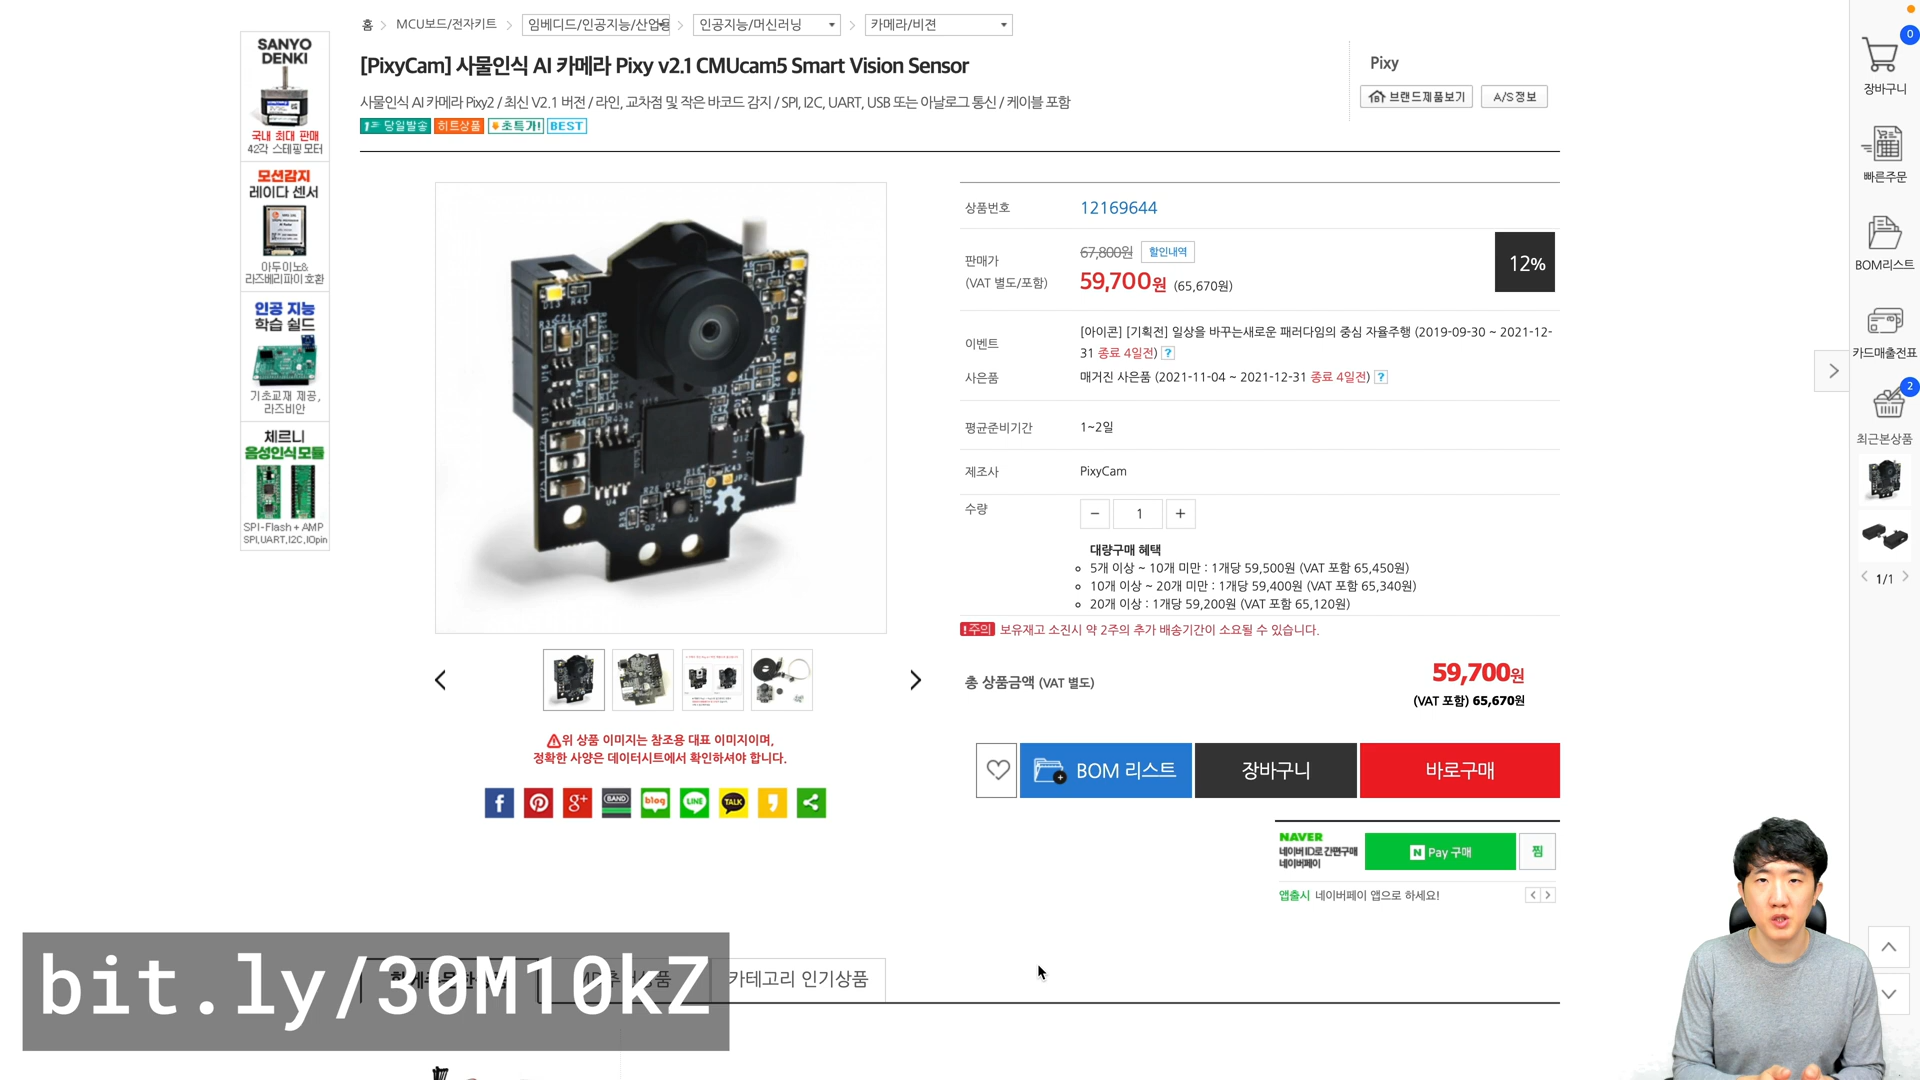 홈 > MCU보드/전자키트 > 임베디드/인공지능/산업용 > 인공지능/머신러닝 > 카메라/비젼
[PixyCam] 사물인식 AI 카메라 Pixy v2.1 CMUcam5 Smart Vision Sensor
사물인식 AI 카메라 Pixy2 / 최신 V2.1 버전 / 라인, 교차점 및 작은 바코드 감지 / SPI, I2C, UART, USB 또는 아날로그 통신 / 케이블 포함
당일발송 히트상품 초특가! BEST
Pixy
브랜드제품보기 A/S정보
SANYO
DENKI
국내 최대 판매
42각 스테핑 모터
모션감지
레이다 센서
아두이노&
라즈베리파이 호환
인공 지능
학습 쉴드
기초교재 제공,
라즈비안
체르니
음성인식 모듈
SPI-Flash + AMP
SPI,UART,I2C,IOpin
상품번호 12169644
판매가
(VAT 별도/포함)
67,800원 할인내역
59,700원 (65,670원)
12%
이벤트
[아이콘] [기획전] 일상을 바꾸는새로운 패러다임의 중심 자율주행 (2019-09-30 ~ 2021-12-
31 종료 4일전) ?
사은품 매거진 사은품 (2021-11-04 ~ 2021-12-31 종료 4일전) ?
평균준비기간 1~2일
제조사 PixyCam
수량 − 1 +
대량구매 혜택
5개 이상 ~ 10개 미만 : 1개당 59,500원 (VAT 포함 65,450원)
10개 이상 ~ 20개 미만 : 1개당 59,400원 (VAT 포함 65,340원)
20개 이상 : 1개당 59,200원 (VAT 포함 65,120원)
!주의 보유재고 소진시 약 2주의 추가 배송기간이 소요될 수 있습니다.
총 상품금액 (VAT 별도) 59,700원
(VAT 포함) 65,670원
BOM 리스트 장바구니 바로구매
위 상품 이미지는 참조용 대표 이미지이며,
정확한 사양은 데이터시트에서 확인하셔야 합니다.
f g+ BAND blog LINE TALK
NAVER
네이버 ID로 간편구매
네이버페이
N Pay 구매 찜
앱출시 네이버페이 앱으로 하세요!
카테고리 인기상품
bit.ly/30M10kZ
0
장바구니
빠른주문
BOM리스트
카드매출전표
2
최근본상품
1/1